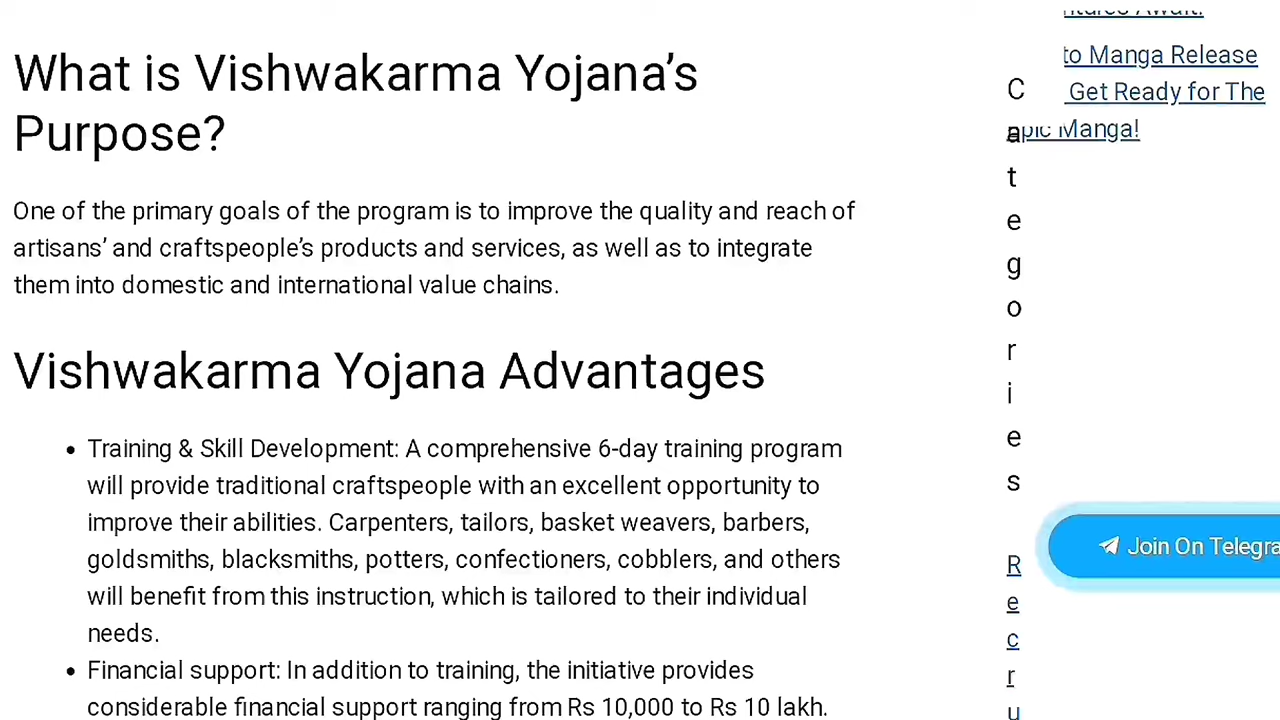 What is Vishwakarma Yojana’s
Purpose?
One of the primary goals of the program is to improve the quality and reach of
artisans’ and craftspeople’s products and services, as well as to integrate
them into domestic and international value chains.
Vishwakarma Yojana Advantages
• Training & Skill Development: A comprehensive 6-day training program
will provide traditional craftspeople with an excellent opportunity to
improve their abilities. Carpenters, tailors, basket weavers, barbers,
goldsmiths, blacksmiths, potters, confectioners, cobblers, and others
will benefit from this instruction, which is tailored to their individual
needs.
• Financial support: In addition to training, the initiative provides
considerable financial support ranging from Rs 10,000 to Rs 10 lakh.
to Manga Release
Get Ready for The
Manga!
C
a
t
e
g
o
r
i
e
s
R
e
c
r
u
Join On Telegra